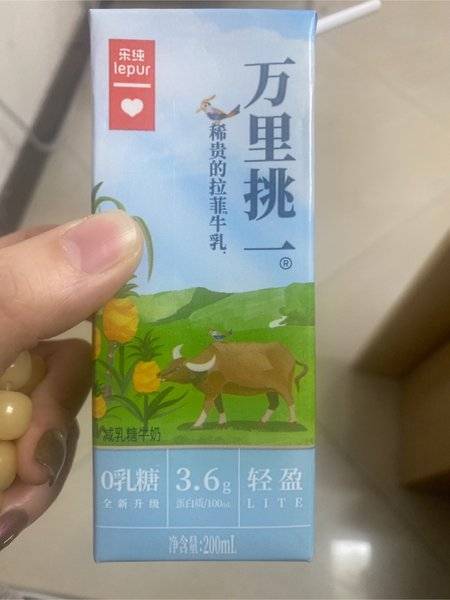 乐纯
lepur
万里挑一®
稀贵的拉菲牛乳.
减乳糖牛奶
0乳糖
全新升级
3.6g
蛋白质/100mL
轻盈
LITE
净含量:200mL